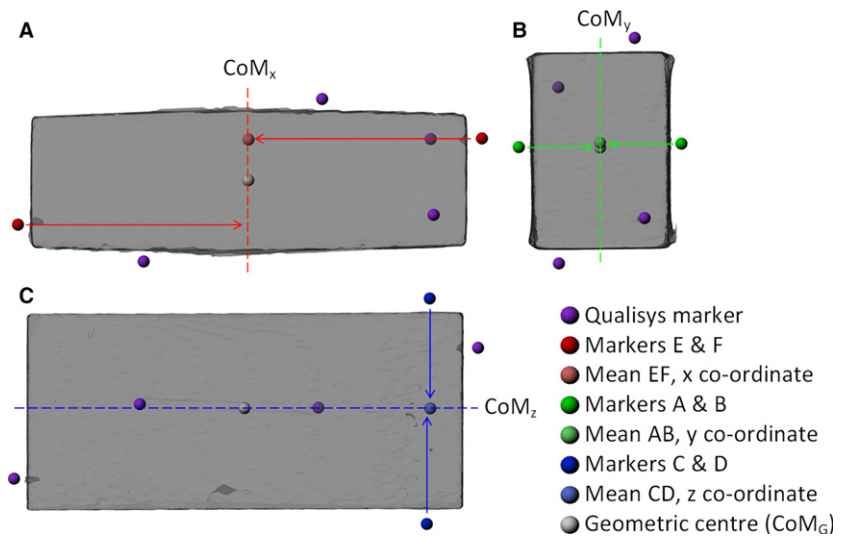 A
CoMx
B
CoMy
C
CoMz
Qualisys marker
Markers E & F
Mean EF, x co-ordinate
Markers A & B
Mean AB, y co-ordinate
Markers C & D
Mean CD, z co-ordinate
Geometric centre (CoMG)